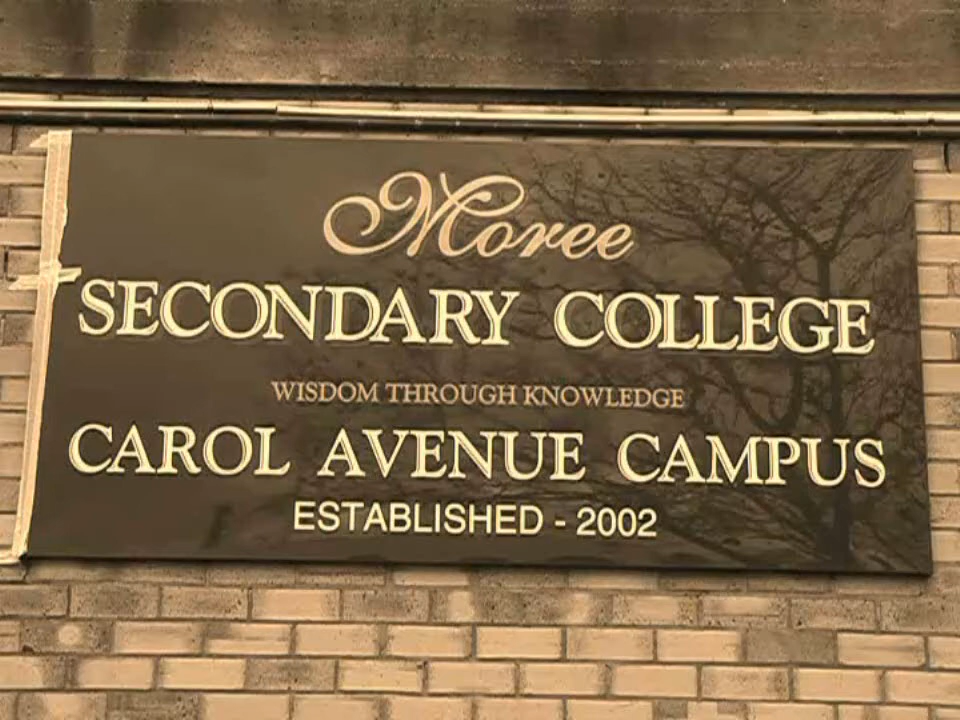 Moree
SECONDARY COLLEGE
WISDOM THROUGH KNOWLEDGE
CAROL AVENUE CAMPUS
ESTABLISHED - 2002